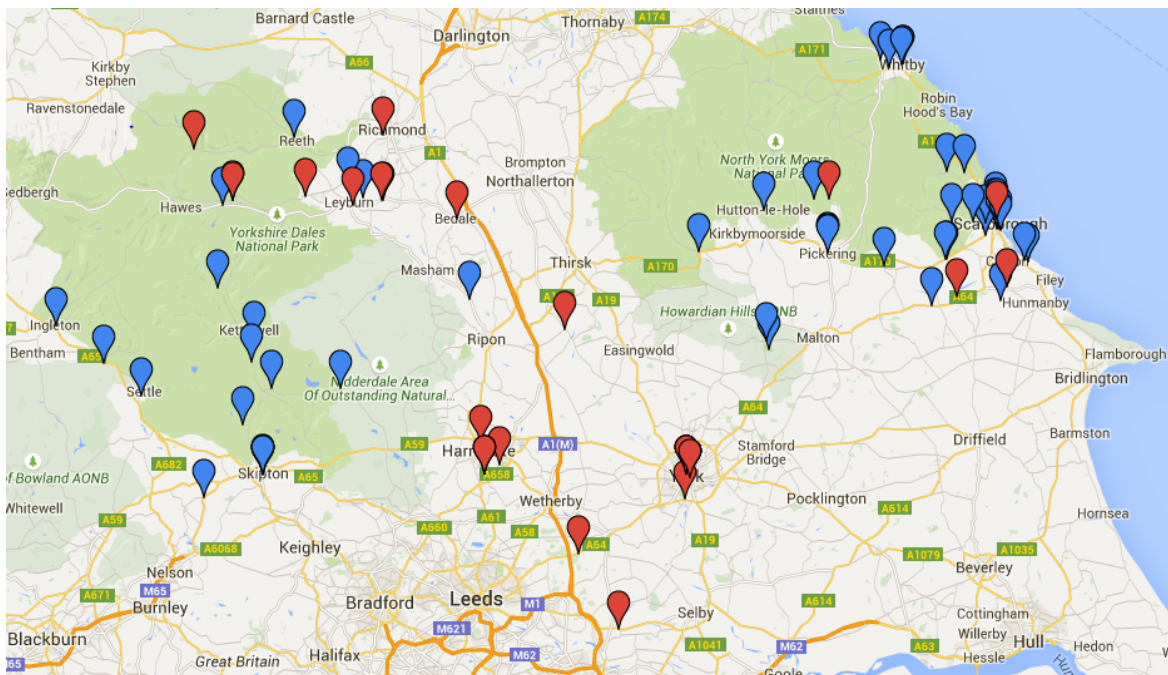 Staithes
Barnard Castle
Thornaby
A174
Darlington
A171
A66
Kirkby
Stephen
Whitby
Ravenstonedale
Robin
Hood's Bay
Richmond
Reeth
A1
Brompton
North York Moors
National Park
Northallerton
Sedbergh
Hawes
Leyburn
Hutton-le-Hole
Bedale
Scarborough
Yorkshire Dales
National Park
Kirkbymoorside
Pickering
Masham
Thirsk
A170
A170
Filey
A19
A64
Hunmanby
Ingleton
Kettlewell
Howardian Hills AONB
Ripon
Malton
Bentham
A65
Easingwold
Flamborough
Nidderdale Area
Of Outstanding Natural...
Bridlington
Settle
A64
A59
A1(M)
Stamford
Bridge
Driffield
Barmston
A682
Harrogate
Skipton
A65
A658
York
of Bowland AONB
Whitewell
Wetherby
Pocklington
A614
Hornsea
A59
A61
A660
A58
A64
A19
A6068
Keighley
A1079
A1035
Nelson
Beverley
M65
A671
Burnley
Bradford
Leeds
M1
Selby
A614
Cottingham
Blackburn
M621
Willerby
Hull
Hedon
M65
Great Britain
Halifax
M62
A1041
M62
A63
Hessle
Goole